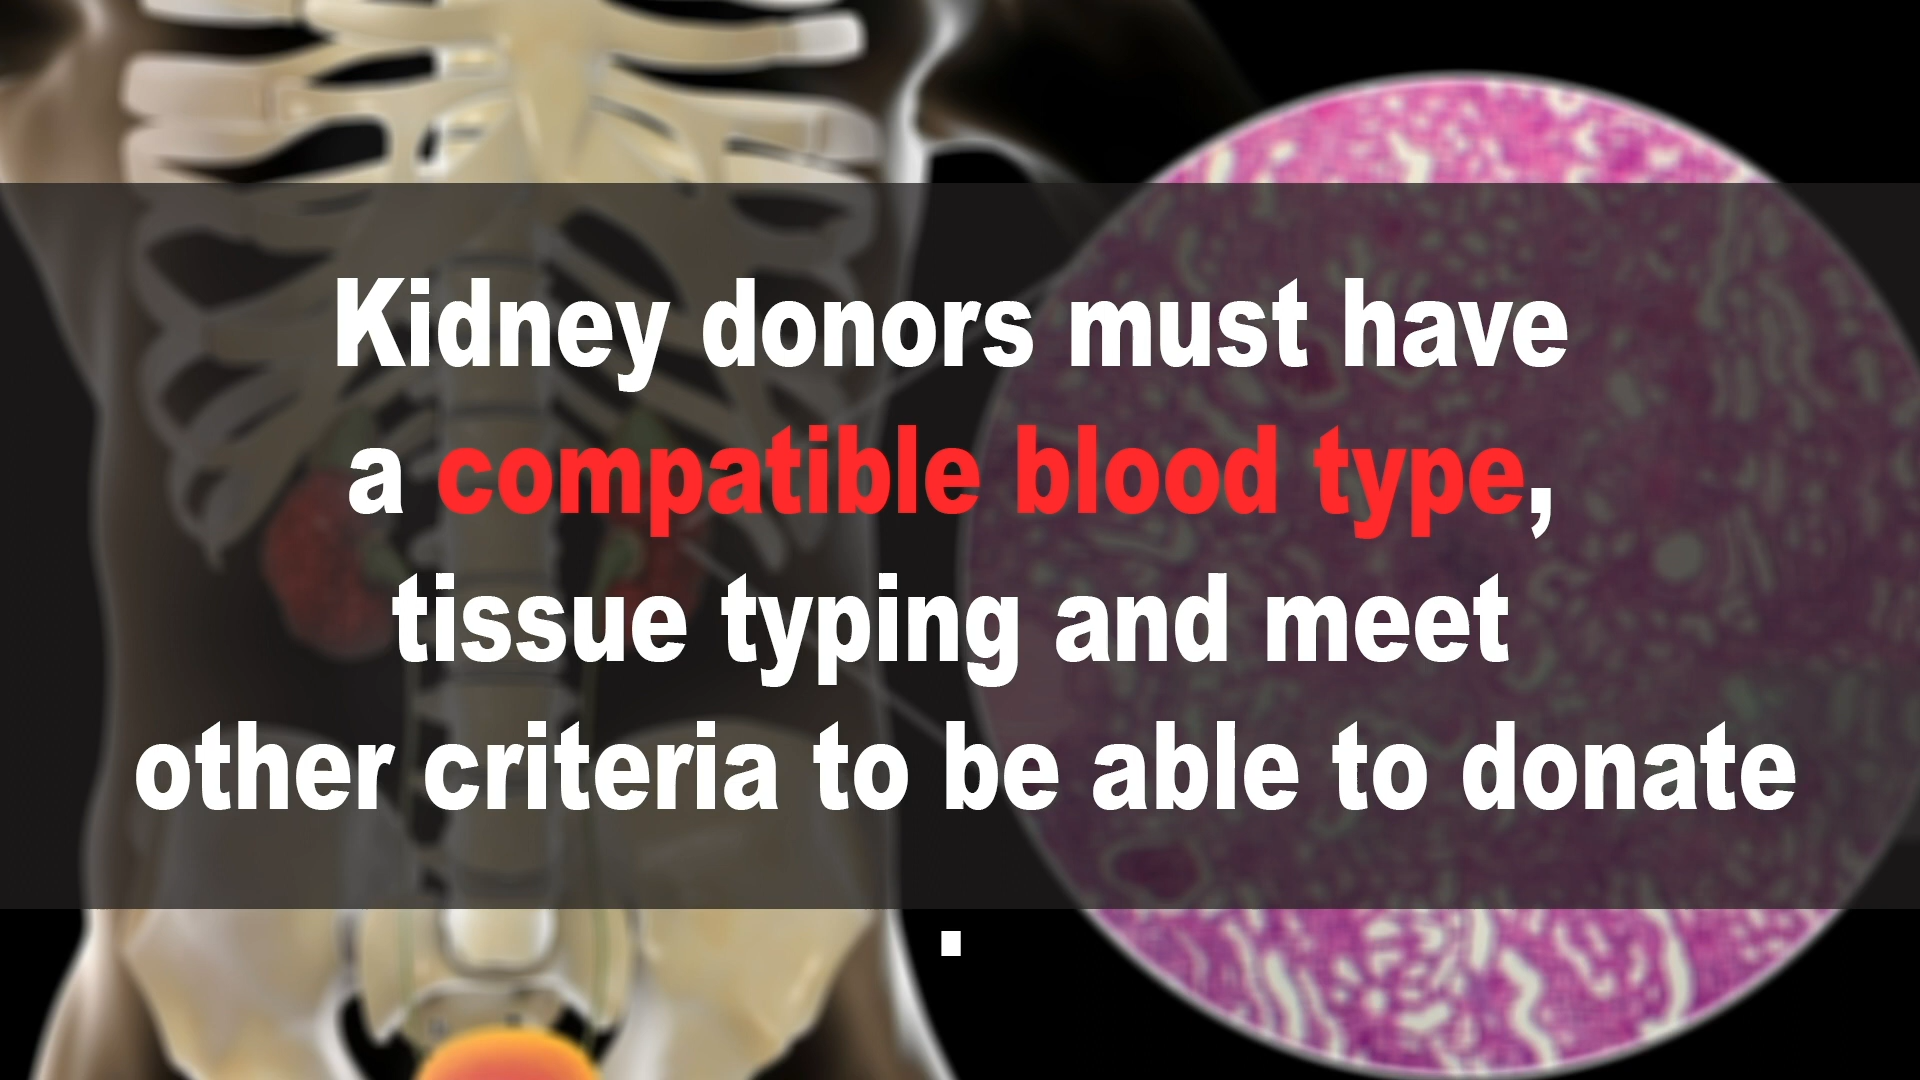 Kidney donors must have
a compatible blood type,
tissue typing and meet
other criteria to be able to donate
.